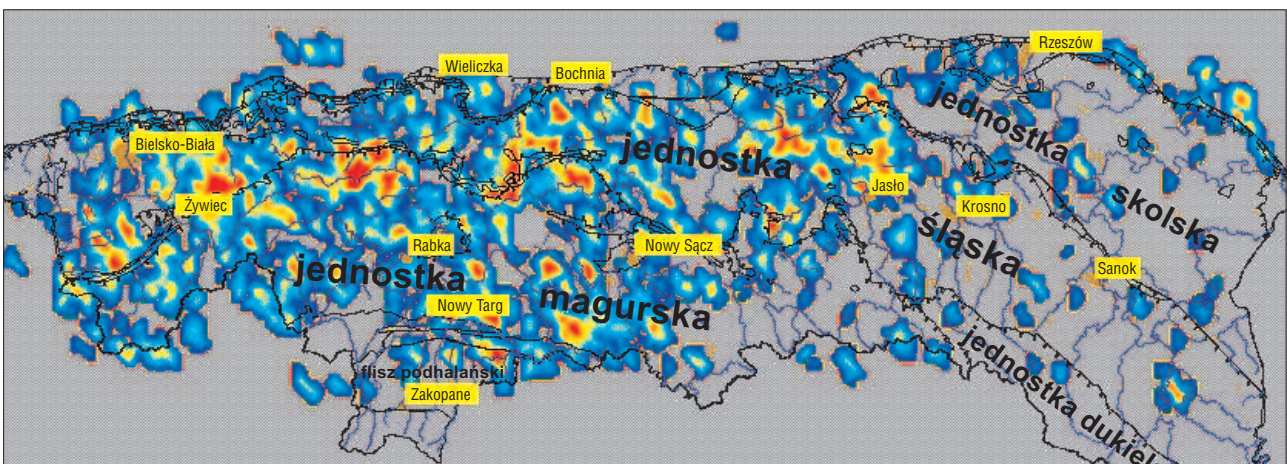 Rzeszów
Wieliczka
Bochnia
jednostka
Bielsko-Biała
jednostka
Jasło
Żywiec
Krosno
skolska
śląska
Rabka
Nowy Sącz
Sanok
jednostka
magurska
Nowy Targ
jednostka dukiel
flisz podhalański
Zakopane